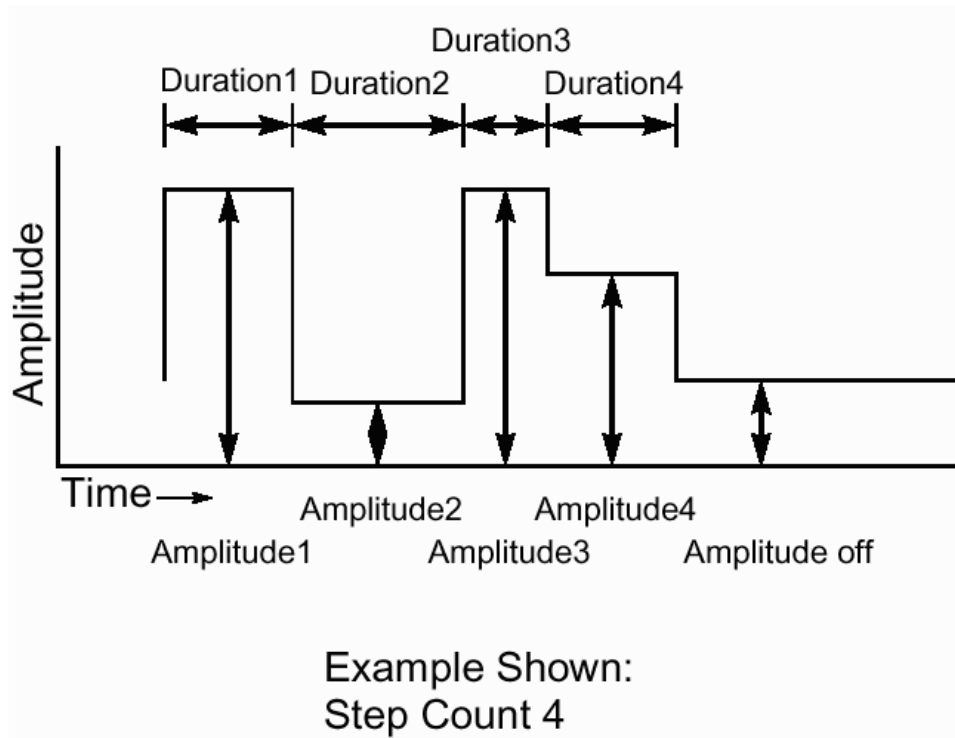 Duration3
Duration1 Duration2 Duration4
Amplitude
Time
Amplitude2 Amplitude4
Amplitude1 Amplitude3 Amplitude off
Example Shown:
Step Count 4